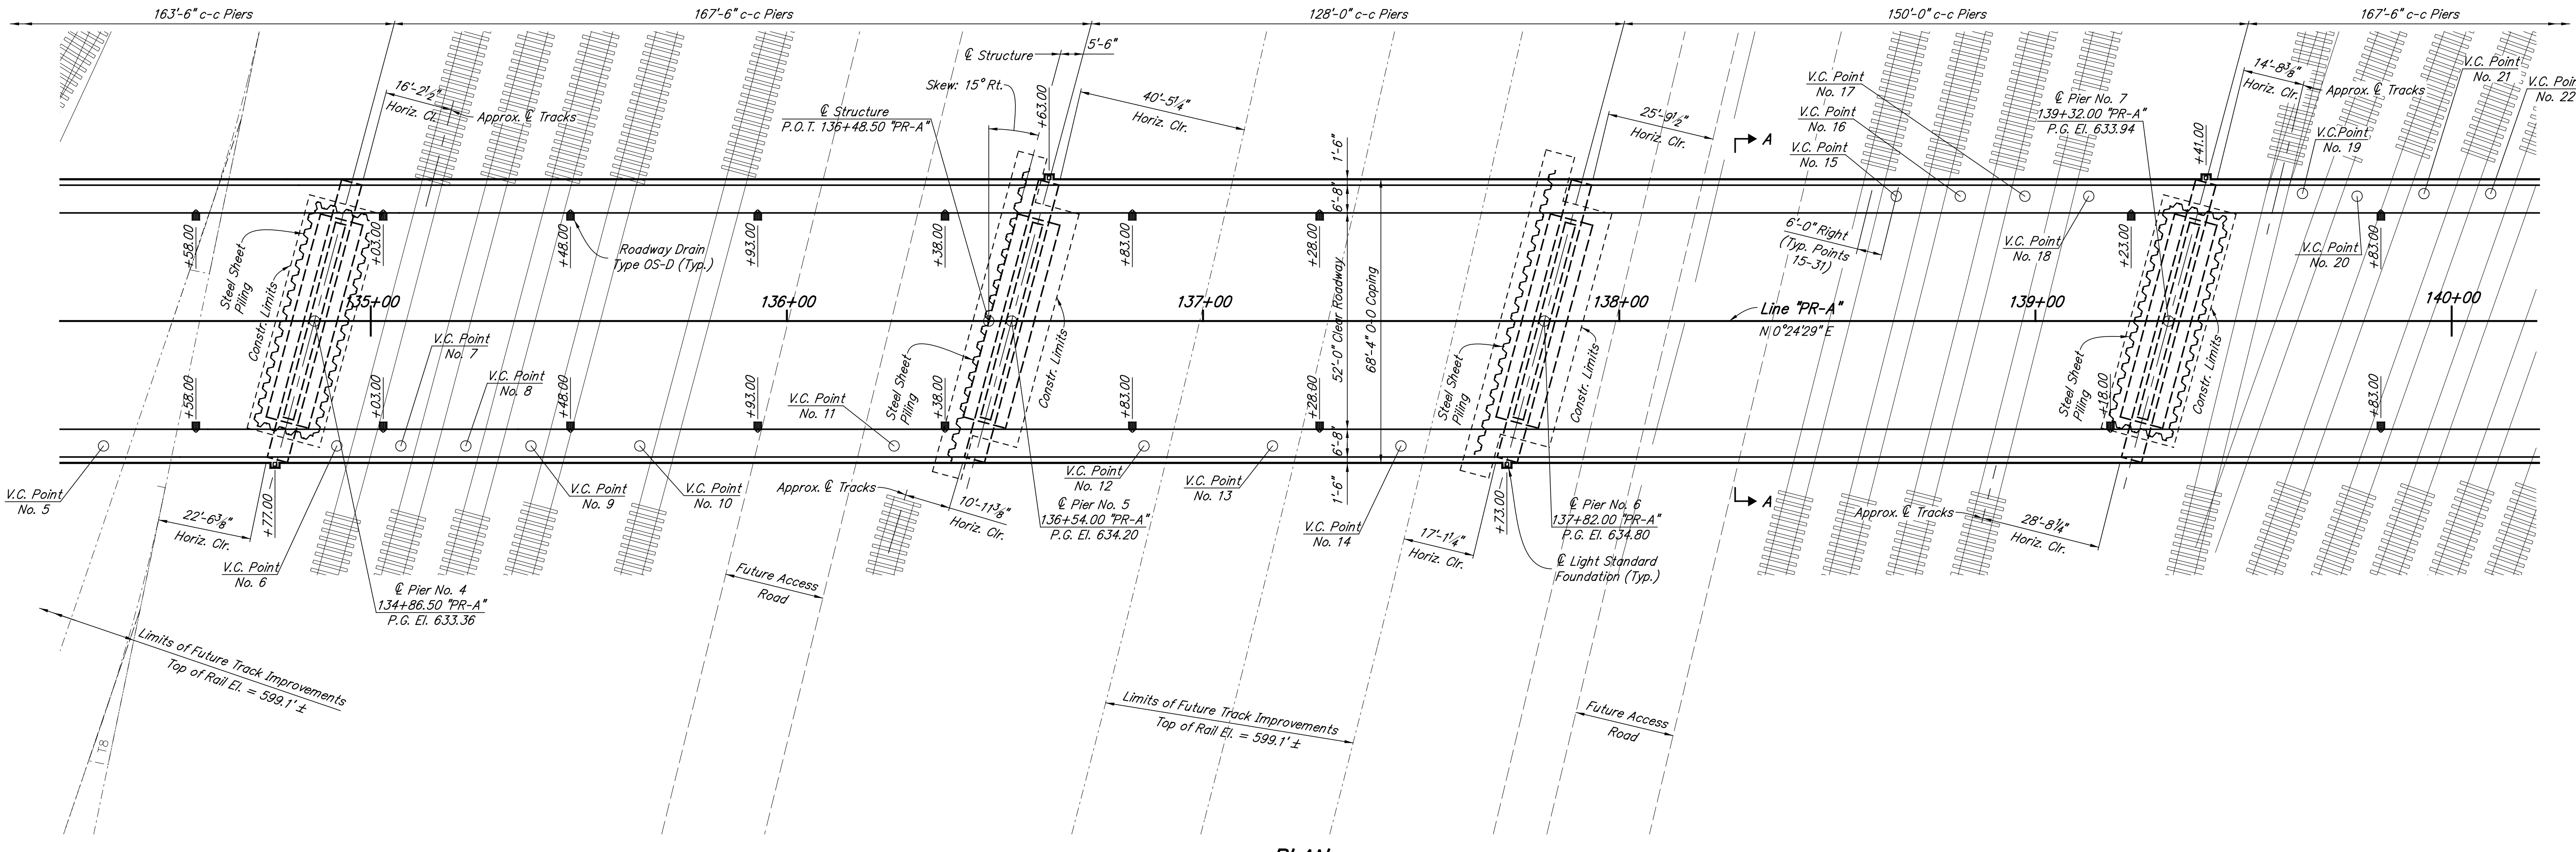 163'-6" c-c Piers
167'-6" c-c Piers
128'-0" c-c Piers
150'-0" c-c Piers
167'-6" c-c Piers
16'-2½"
Horiz. Cl.
Approx. ℄ Tracks
℄ Structure
5'-6"
Skew: 15° Rt.
℄ Structure
P.O.T. 136+48.50 "PR-A"
+63.00
40'-5¼"
Horiz. Clr.
25'-9½"
Horiz. Clr.
A
V.C. Point
No. 17
V.C. Point
No. 16
V.C. Point
No. 15
℄ Pier No. 7
139+32.00 "PR-A"
P.G. El. 633.94
+41.00
14'-8⅜"
Horiz. Clr.
Approx. ℄ Tracks
V.C. Point
No. 21
V.C. Poin
No. 22
V.C. Point
No. 19
1'-6"
6'-8"
52'-0" Clear Roadway
68'-4" O-O Coping
6'-8"
1'-6"
+58.00
+03.00
+48.00
+93.00
+38.00
+83.00
+28.00
+23.00
+83.00
Steel Sheet
Piling
Constr. Limits
Roadway Drain
Type OS-D (Typ.)
6'-0" Right
(Typ. Points
15-31)
V.C. Point
No. 18
V.C. Point
No. 20
135+00
136+00
137+00
138+00
139+00
140+00
Line "PR-A"
N 0°24'29" E
V.C. Point
No. 7
V.C. Point
No. 8
V.C. Point
No. 11
Steel Sheet
Piling
Constr. Limits
Steel Sheet
Piling
Constr. Limits
Steel Sheet
Piling
Constr. Limits
+58.00
+03.00
+48.00
+93.00
+38.00
+83.00
+28.00
+18.00
+83.00
V.C. Point
No. 5
22'-6⅜"
Horiz. Clr.
+77.00
V.C. Point
No. 6
V.C. Point
No. 9
V.C. Point
No. 10
Approx. ℄ Tracks
10'-11⅜"
Horiz. Clr.
V.C. Point
No. 12
℄ Pier No. 5
136+54.00 "PR-A"
P.G. El. 634.20
V.C. Point
No. 13
V.C. Point
No. 14
17'-1¼"
Horiz. Clr.
+73.00
℄ Pier No. 6
137+82.00 "PR-A"
P.G. El. 634.80
℄ Light Standard
Foundation (Typ.)
A
Approx. ℄ Tracks
28'-8¼"
Horiz. Clr.
℄ Pier No. 4
134+86.50 "PR-A"
P.G. El. 633.36
Future Access
Road
Limits of Future Track Improvements
Top of Rail El. = 599.1' ±
Limits of Future Track Improvements
Top of Rail El. = 599.1' ±
Future Access
Road
T8
PLAN